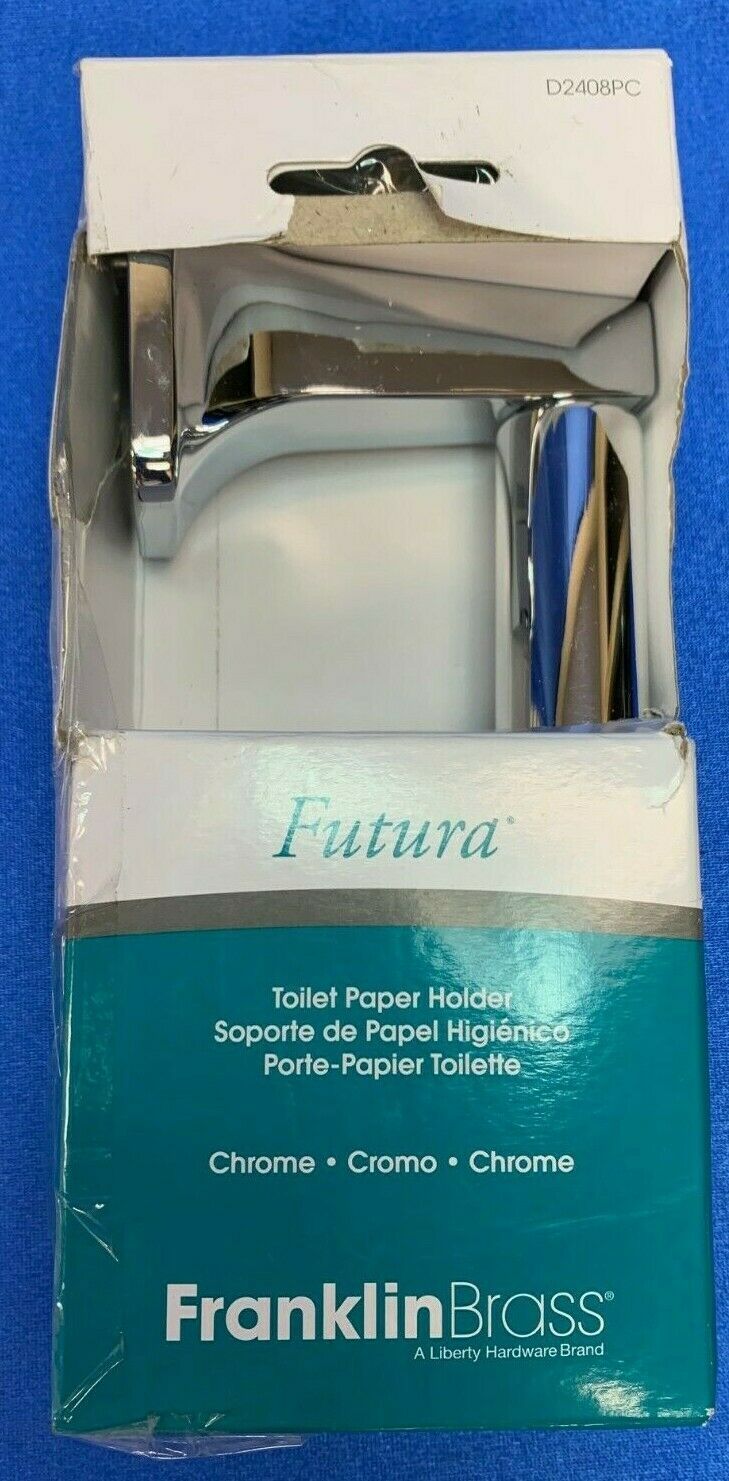 D2408PC
Futura®
Toilet Paper Holder
Soporte de Papel Higiénico
Porte-Papier Toilette
Chrome • Cromo • Chrome
FranklinBrass®
A Liberty Hardware Brand